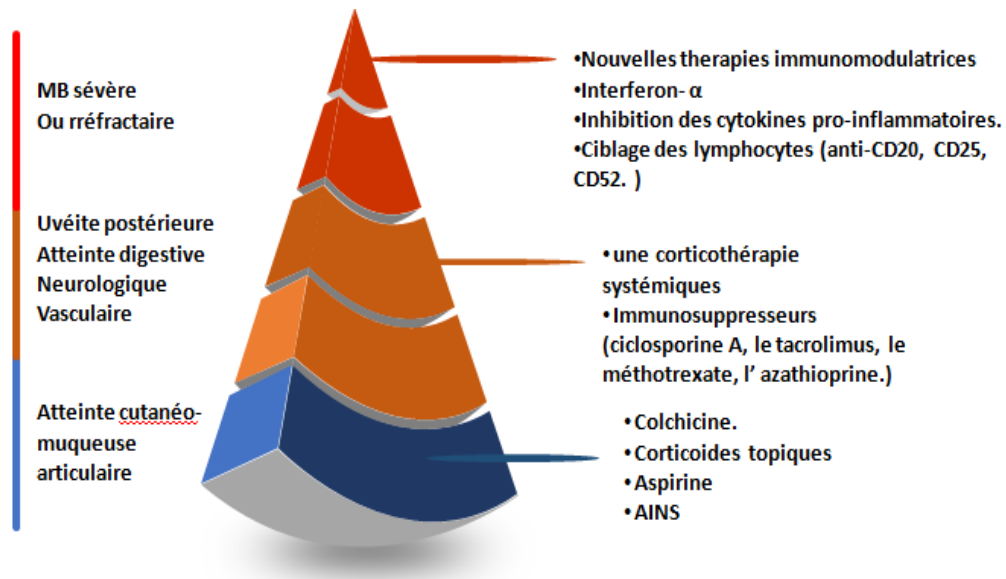 MB sévère
Ou rréfractaire
•Nouvelles therapies immunomodulatrices
•Interferon- α
•Inhibition des cytokines pro-inflammatoires.
•Ciblage des lymphocytes (anti-CD20, CD25,
CD52. )
Uvéite postérieure
Atteinte digestive
Neurologique
Vasculaire
•une corticothérapie
systémiques
•Immunosuppresseurs
(ciclosporine A, le tacrolimus, le
méthotrexate, l’ azathioprine.)
Atteinte cutanéo-
muqueuse
articulaire
•Colchicine.
•Corticoides topiques
•Aspirine
•AINS